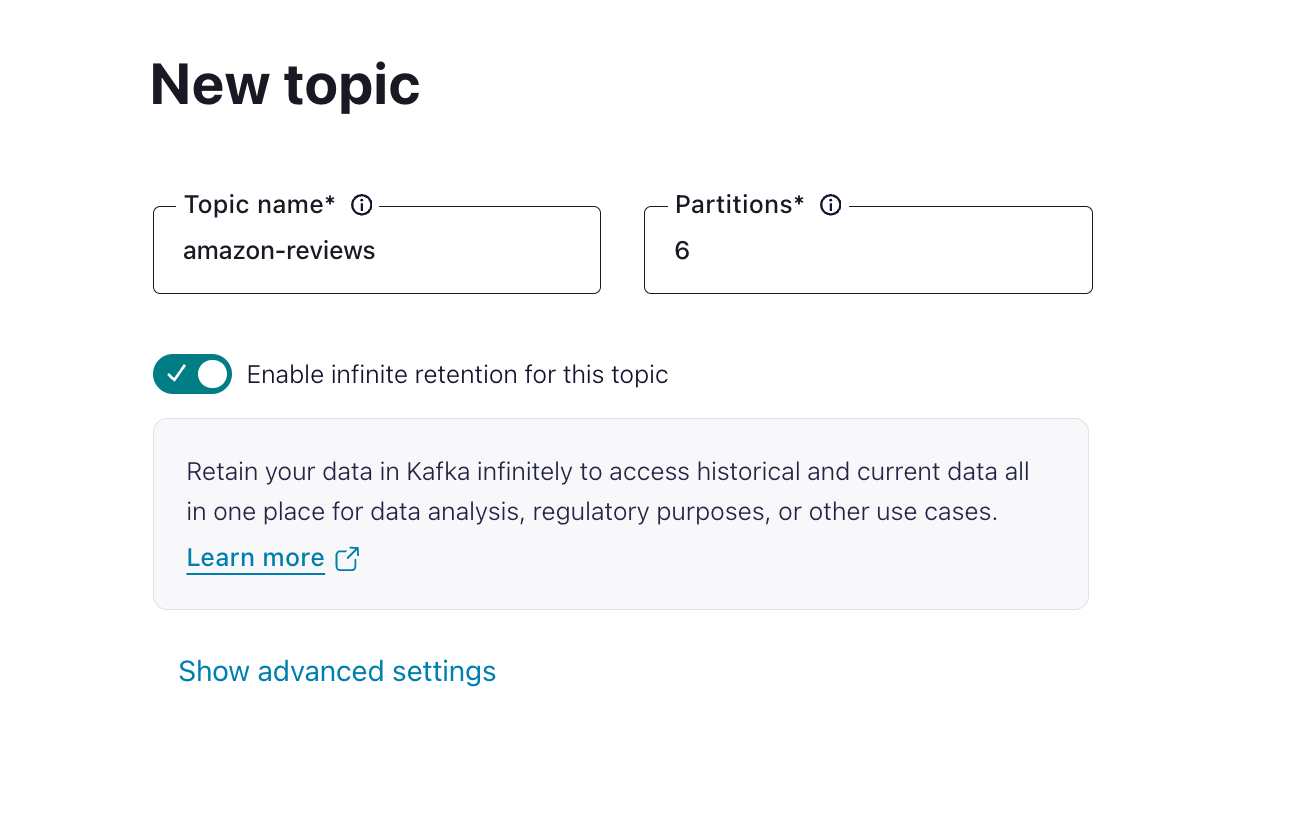 New topic
Topic name*
Partitions*
amazon-reviews
6
Enable infinite retention for this topic
Retain your data in Kafka infinitely to access historical and current data all
in one place for data analysis, regulatory purposes, or other use cases.
Learn more
Show advanced settings